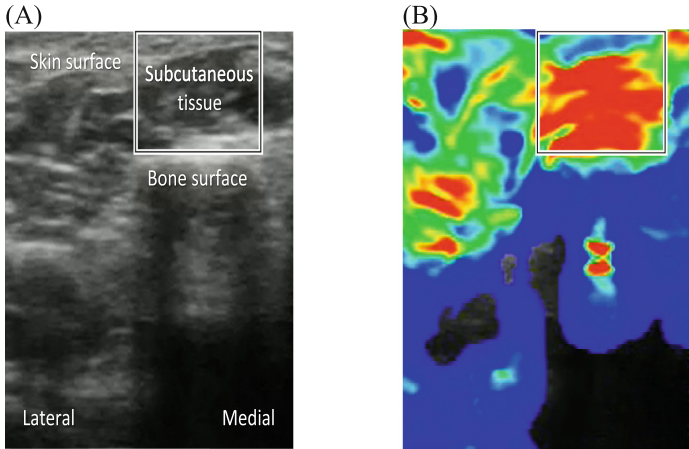 (A)
(B)
Skin surface
Subcutaneous
tissue
Bone surface
Lateral
Medial